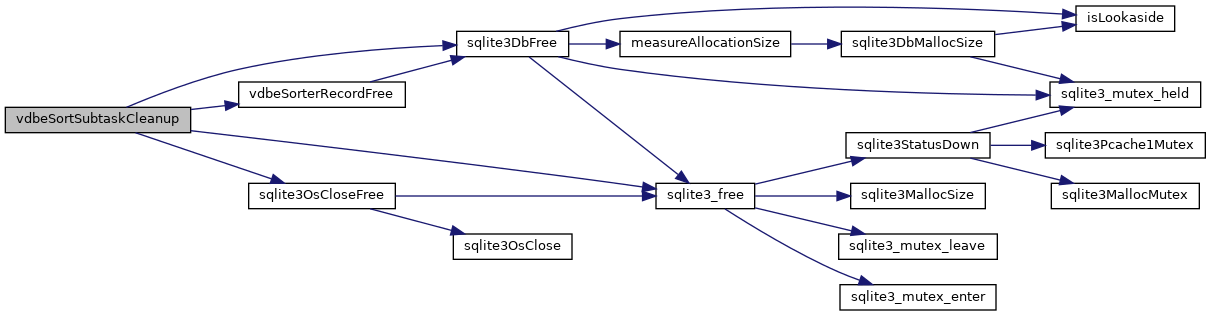 vdbeSortSubtaskCleanup
sqlite3DbFree
vdbeSorterRecordFree
sqlite3OsCloseFree
sqlite3OsClose
measureAllocationSize
sqlite3_free
sqlite3DbMallocSize
sqlite3StatusDown
sqlite3MallocSize
sqlite3_mutex_leave
sqlite3_mutex_enter
isLookaside
sqlite3_mutex_held
sqlite3Pcache1Mutex
sqlite3MallocMutex